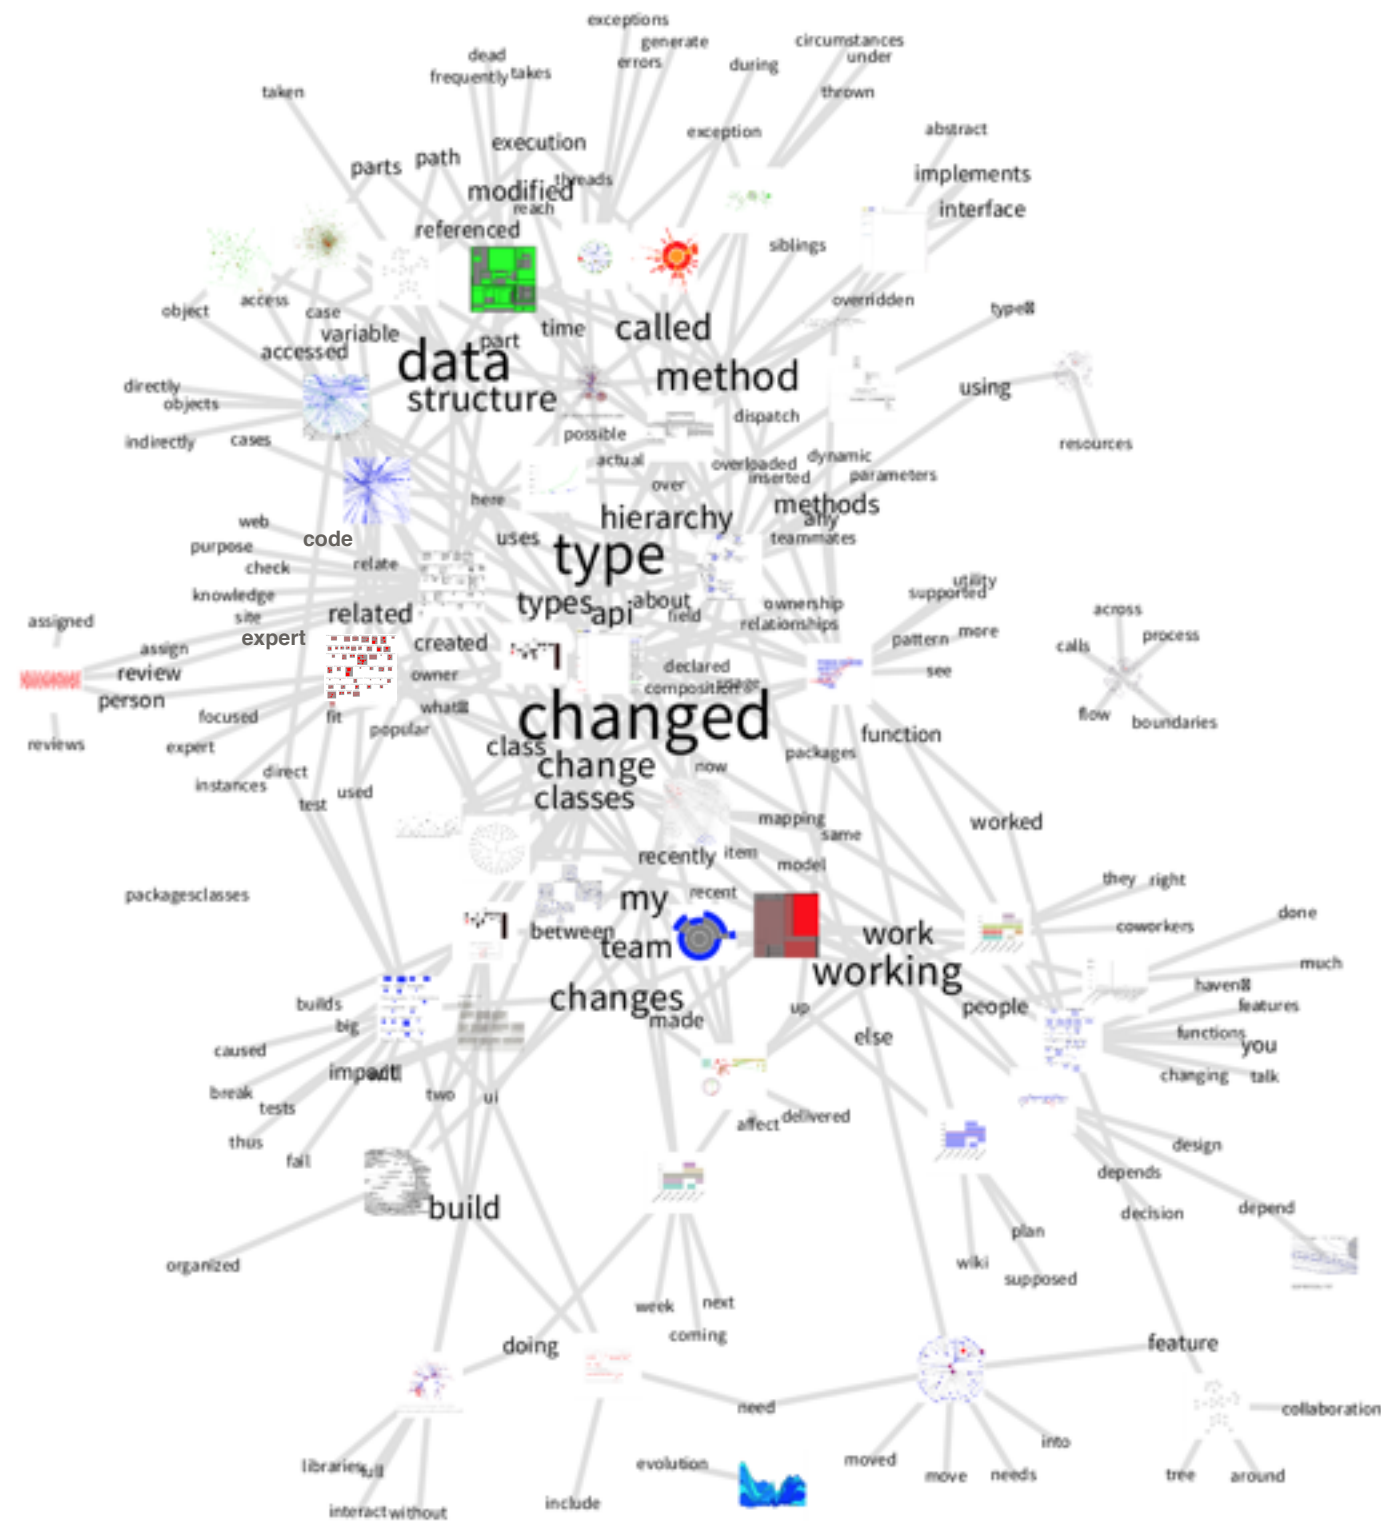 exceptions
generate
circumstances
dead
errors
under
frequently
takes
during
taken
thrown
abstract
exception
execution
path
parts
implements
threads
modified
reach
interface
referenced
siblings
access
overridden
object
case
type
time
called
variable
part
accessed
data
method
directly
using
structure
objects
dispatch
possible
indirectly
cases
resources
dynamic
actual
overloaded
inserted
parameters
over
here
methods
hierarchy
any
web
code
uses
teammates
purpose
type
relate
check
utility
supported
knowledge
types
about
ownership
api
related
field
site
relationships
across
assigned
process
expert
pattern
more
created
calls
assign
declared
see
review
owner
usage
composition
person
what
flow
focused
fit
changed
boundaries
popular
function
reviews
expert
class
packages
change
now
direct
instances
used
classes
test
mapping
worked
same
recently
item
model
they
right
packagesclasses
my
recent
done
coworkers
between
work
team
much
working
haven
changes
builds
people
up
features
made
big
functions
else
you
caused
impact
will
changing
talk
break
two
ui
tests
affect
delivered
thus
design
fail
depends
build
depend
decision
plan
wiki
organized
supposed
week
next
coming
doing
feature
need
collaboration
into
moved
evolution
libraries
full
move
needs
tree
around
include
interact
without